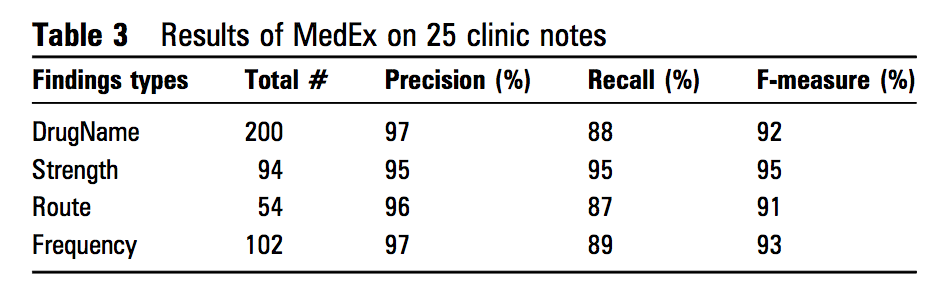 Table 3 Results of MedEx on 25 clinic notes
Findings types Total # Precision (%) Recall (%) F-measure (%)
DrugName 200 97 88 92
Strength 94 95 95 95
Route 54 96 87 91
Frequency 102 97 89 93